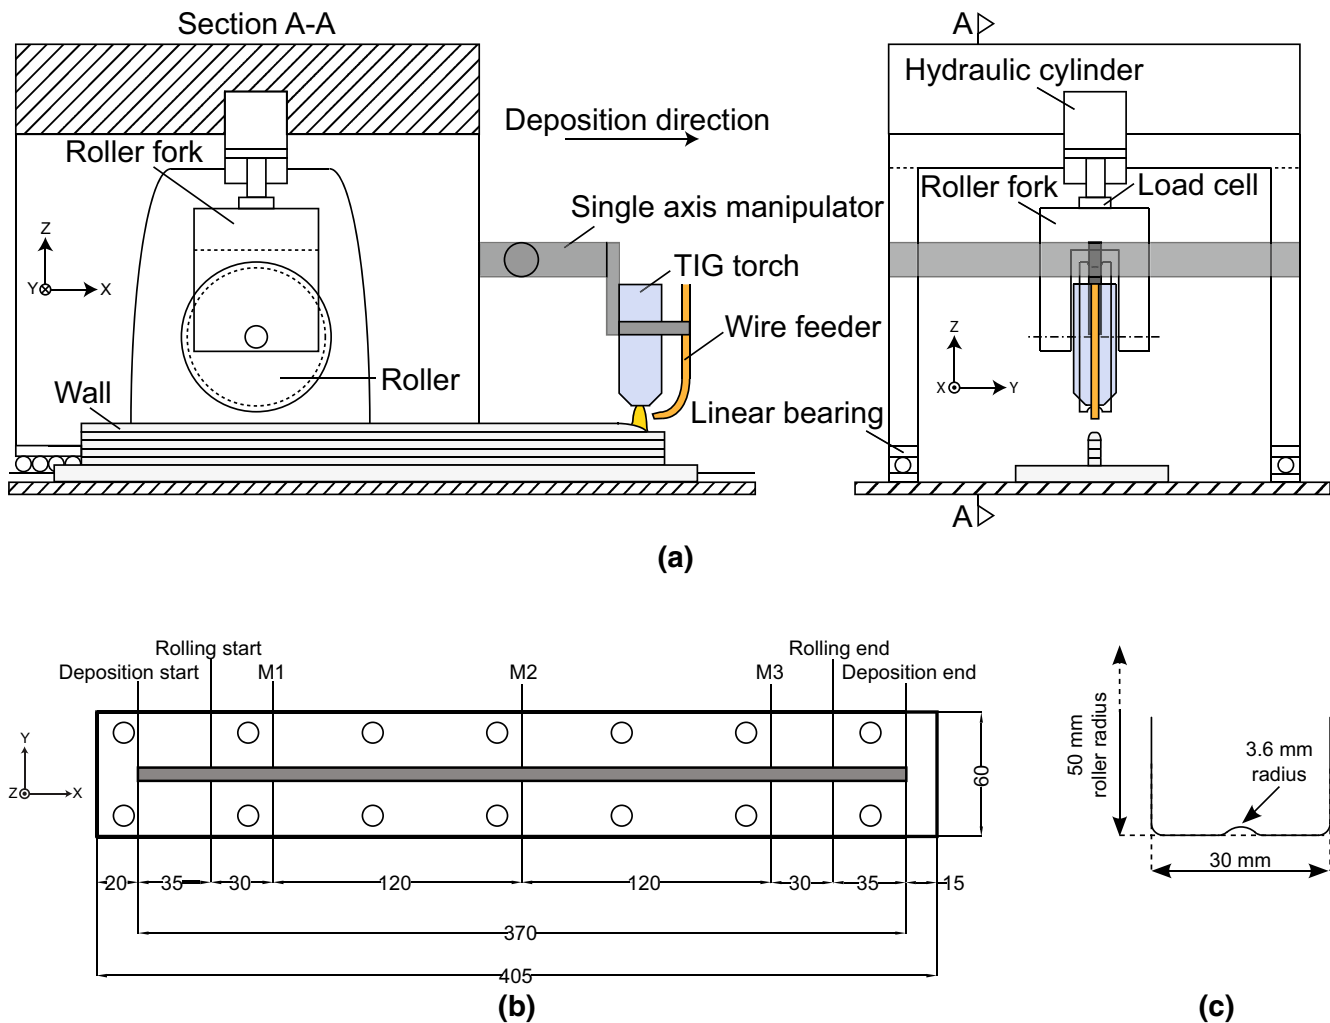 Section A-A
A
Hydraulic cylinder
Deposition direction
Roller fork
Roller fork
Load cell
Single axis manipulator
Z
Y
X
TIG torch
Wire feeder
Z
X
Y
Roller
Wall
Linear bearing
A
(a)
Rolling start
Rolling end
Deposition start
M1
M2
M3
Deposition end
Y
Z
X
60
50 mm
roller radius
3.6 mm
radius
30 mm
20
35
30
120
120
30
35
15
370
405
(b)
(c)